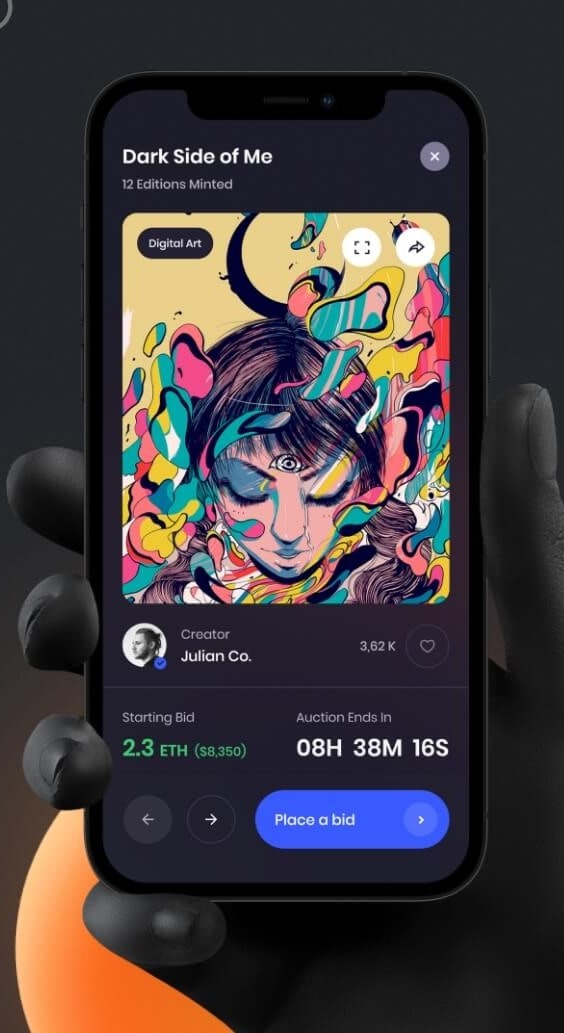 Dark Side of Me
12 Editions Minted
Digital Art
Creator
3,62 K
Julian Co.
Starting Bid
Auction Ends In
2.3 ETH ($8,350)
08H 38M 16S
Place a bid